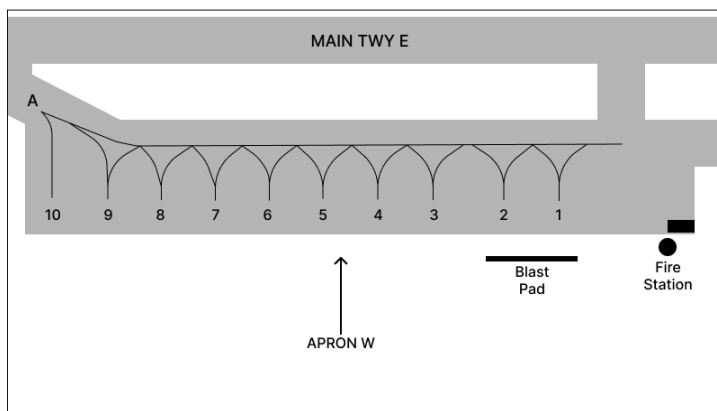 MAIN TWY E
A
10 9 8 7 6 5 4 3 2 1
Blast
Pad
Fire
Station
APRON W